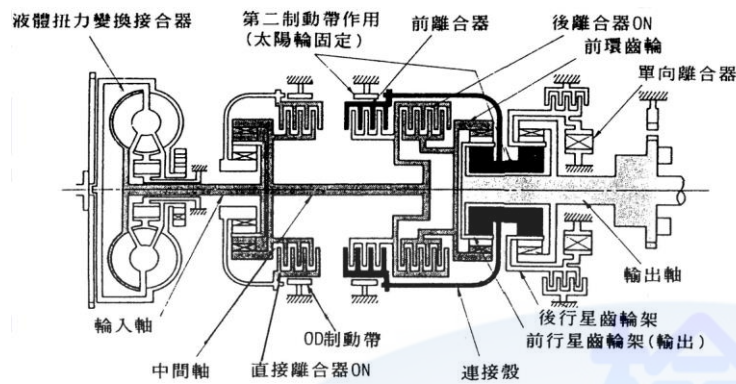 液體扭力變換接合器
第二制動帶作用
(太陽輪固定)
前離合器
後離合器ON
前環齒輪
單向離合器
輸入軸
中間軸
直接離合器ON
OD制動帶
連接殼
後行星齒輪架
前行星齒輪架(輸出)
輸出軸